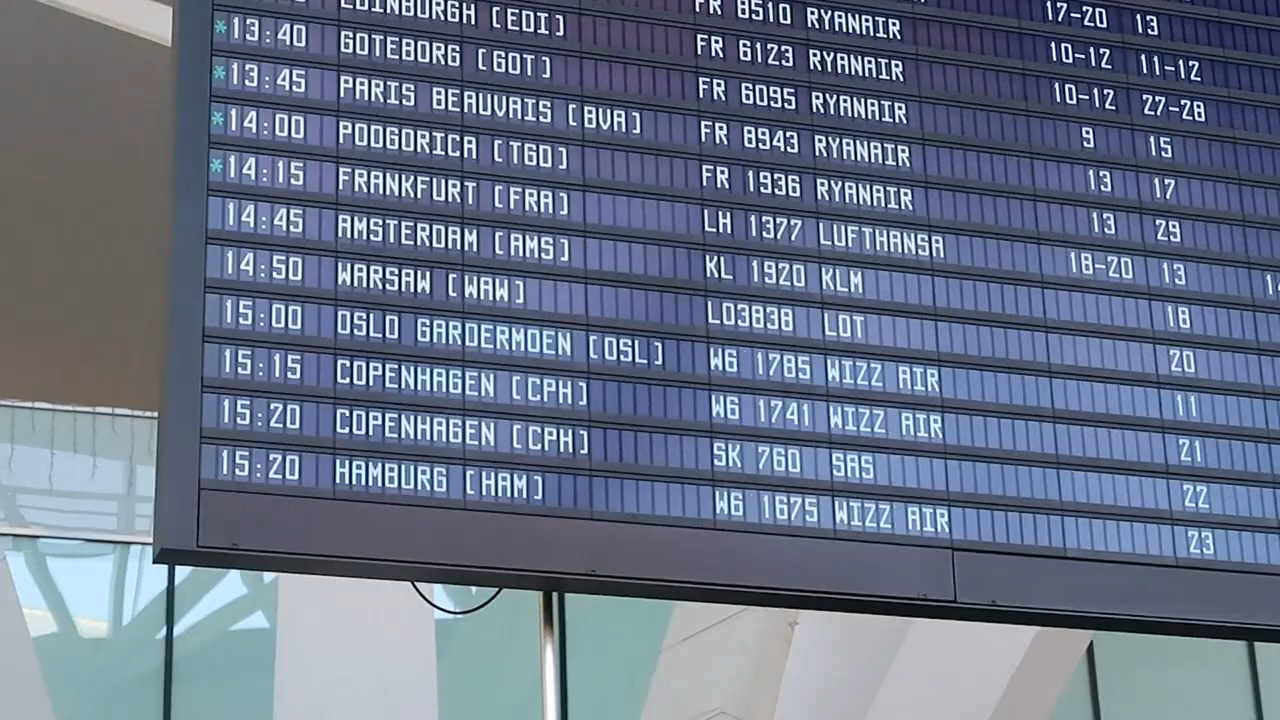 17-20 13
FR 8510 RYANAIR 10-12 11-12
EDINBURGH [EDI] FR 6123 RYANAIR 10-12 27-28
*13:40 GOTEBORG [GOT] FR 6095 RYANAIR 9 15
*13:45 PARIS BEAUVAIS [BVA] FR 8943 RYANAIR 13 17
*14:00 PODGORICA [TGD] FR 1936 RYANAIR 13 29
*14:15 FRANKFURT [FRA] LH 1377 LUFTHANSA 18-20 13
14:45 AMSTERDAM [AMS] KL 1920 KLM 18
14:50 WARSAW [WAW] LO3838 LOT 20
15:00 OSLO GARDERMOEN [OSL] W6 1785 WIZZ AIR 11
15:15 COPENHAGEN [CPH] W6 1741 WIZZ AIR 21
15:20 COPENHAGEN [CPH] SK 760 SAS 22
15:20 HAMBURG [HAM] W6 1675 WIZZ AIR 23